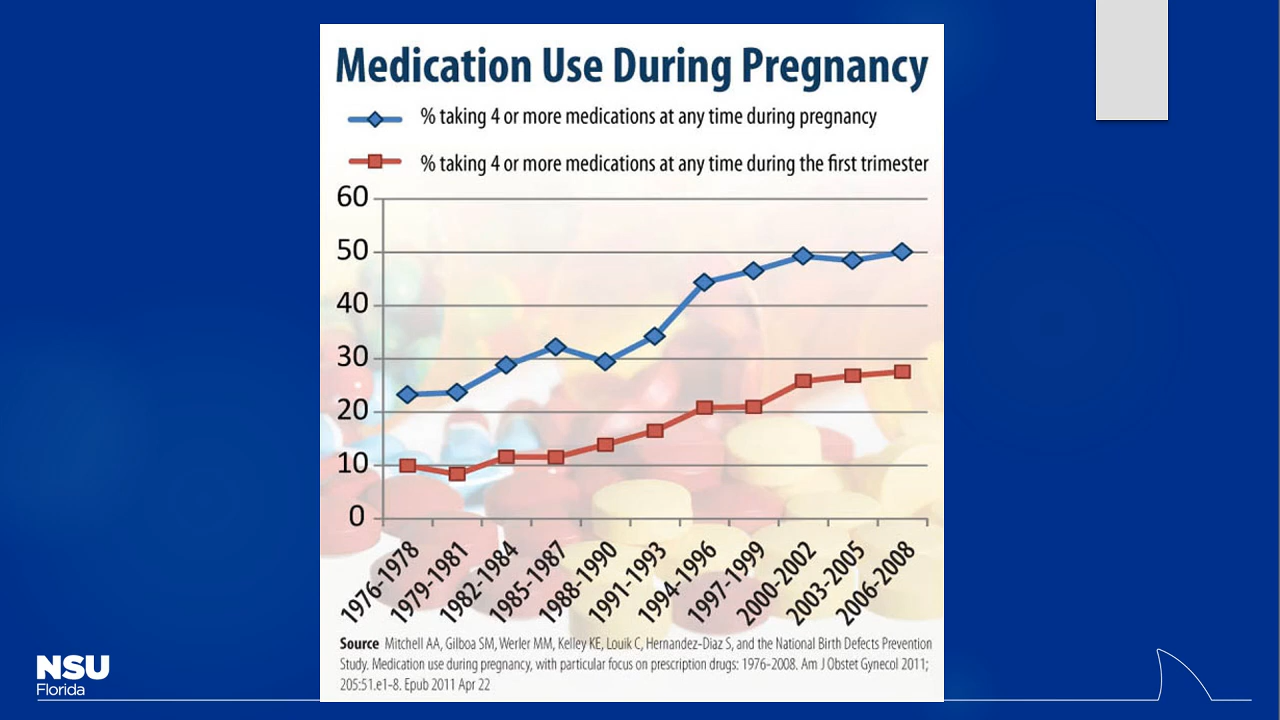 Medication Use During Pregnancy
% taking 4 or more medications at any time during pregnancy
% taking 4 or more medications at any time during the first trimester
60
50
40
30
20
10
0
1976-1978
1979-1981
1982-1984
1985-1987
1988-1990
1991-1993
1994-1996
1997-1999
2000-2002
2003-2005
2006-2008
Source Mitchell AA, Gilboa SM, Werler MM, Kelley KE, Louik C, Hernandez-Diaz S, and the National Birth Defects Prevention
Study. Medication use during pregnancy, with particular focus on prescription drugs: 1976-2008. Am J Obstet Gynecol 2011;
205:51.e1-8. Epub 2011 Apr 22
NSU
Florida